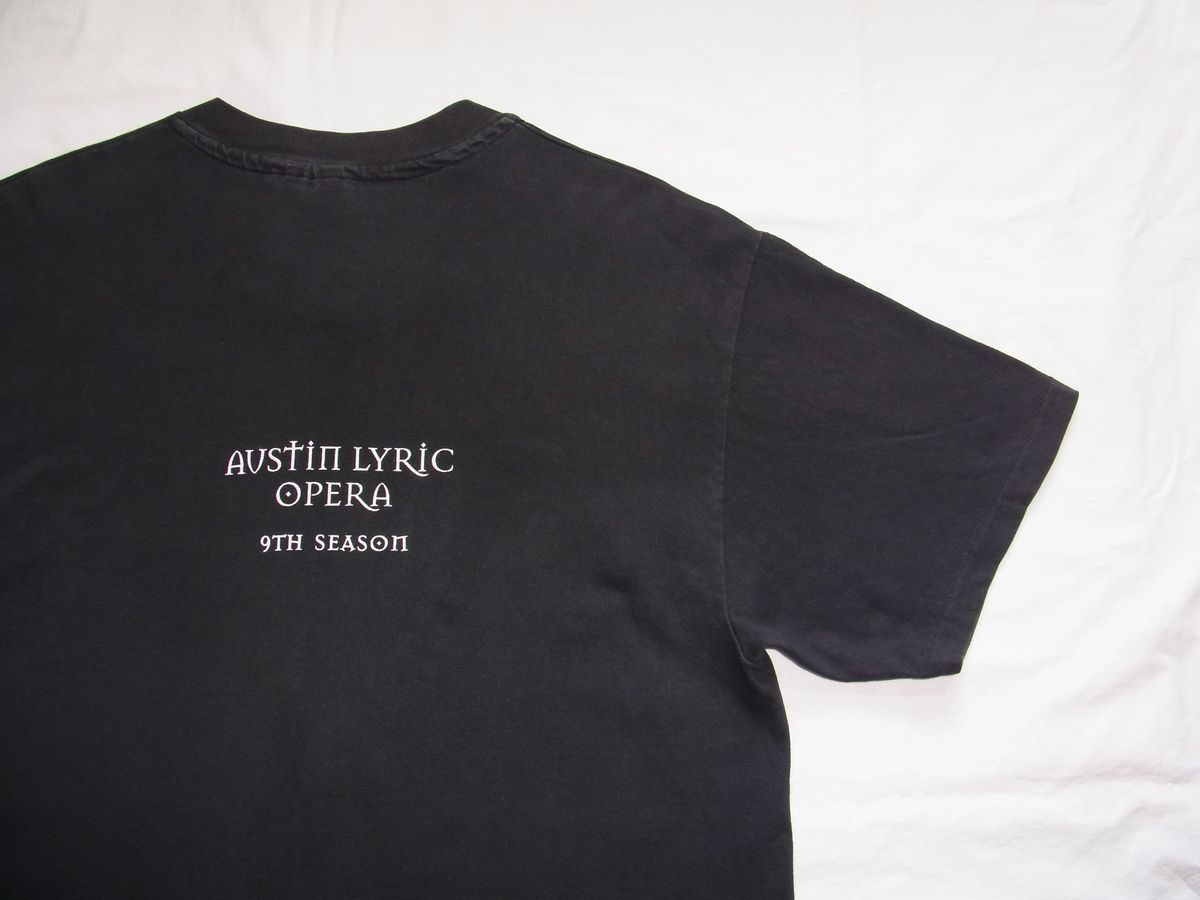 AUSTIN LYRIC
OPERA
9TH SEASON